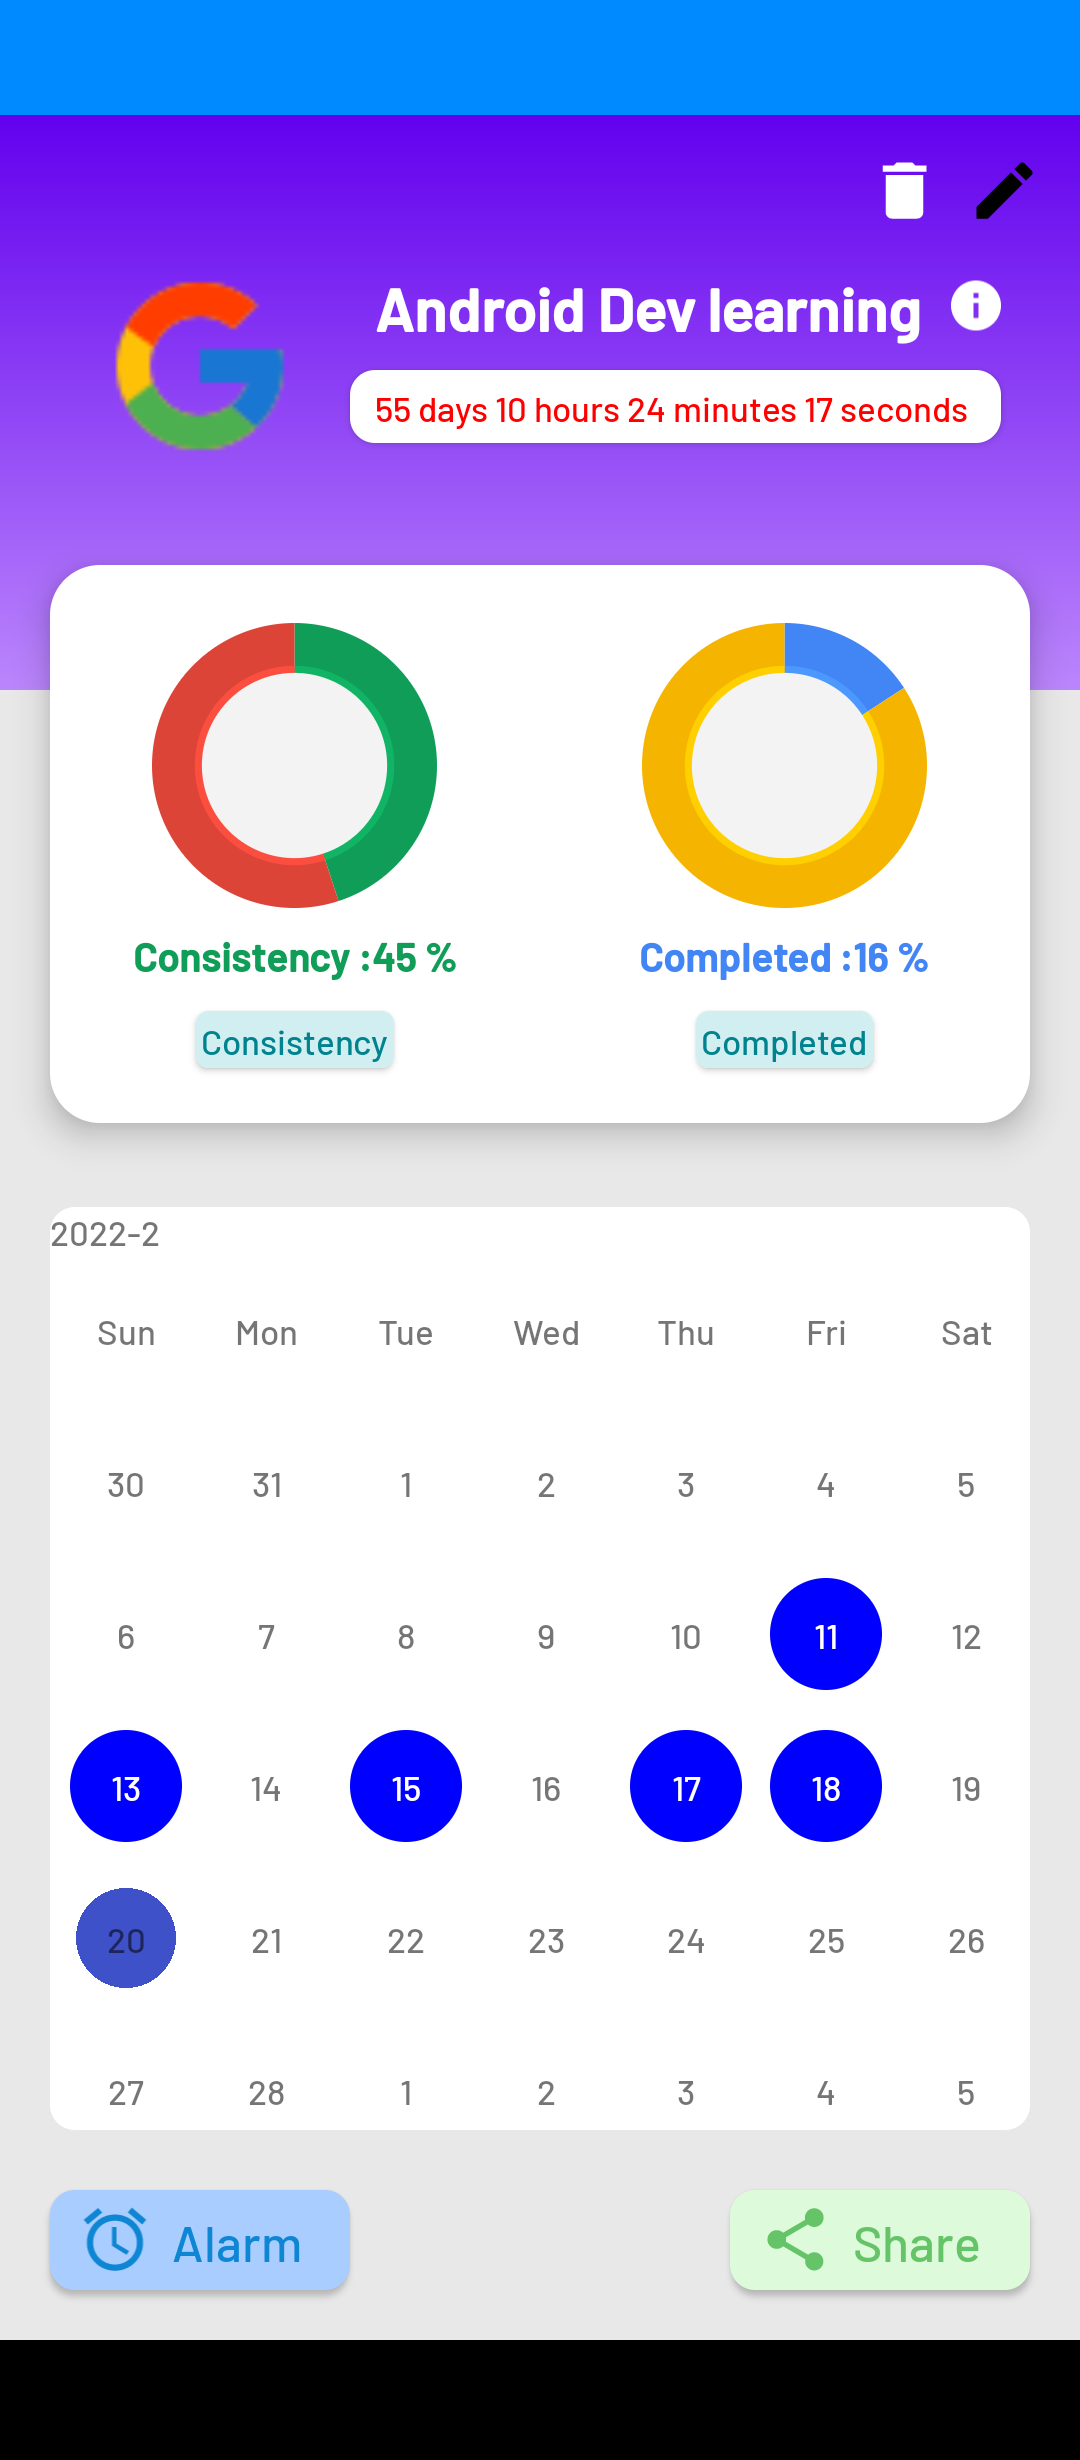 Android Dev learning
55 days 10 hours 24 minutes 17 seconds
Consistency :45 % Completed :16 %
Consistency Completed
2022-2
Sun Mon Tue Wed Thu Fri Sat
30 31 1 2 3 4 5
6 7 8 9 10 11 12
13 14 15 16 17 18 19
20 21 22 23 24 25 26
27 28 1 2 3 4 5
Alarm Share